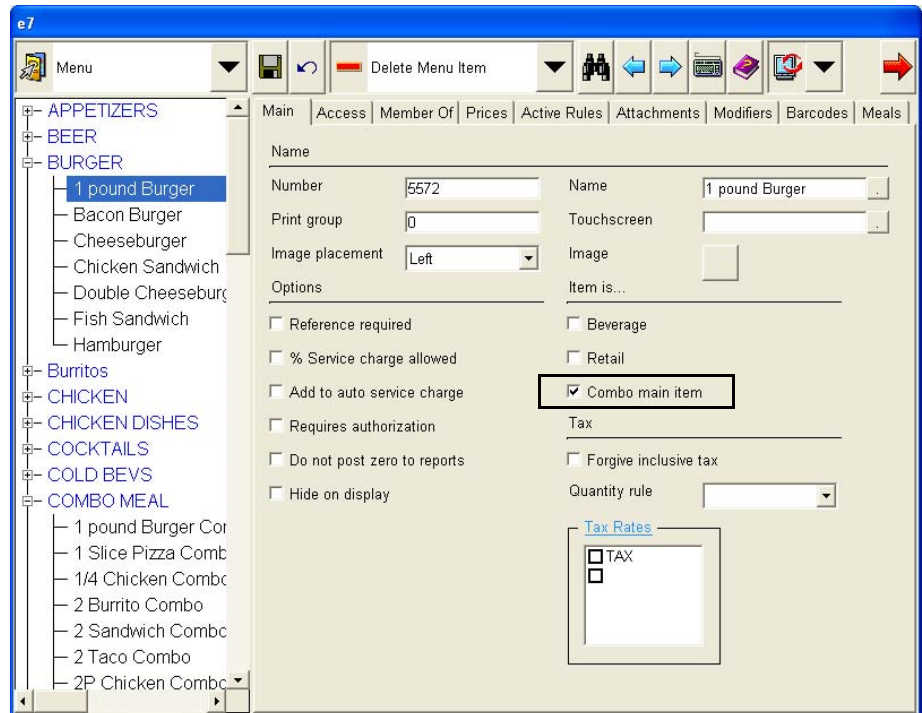 e7
Menu
Delete Menu Item
APPETIZERS
BEER
BURGER
1 pound Burger
Bacon Burger
Cheeseburger
Chicken Sandwich
Double Cheeseburg
Fish Sandwich
Hamburger
Burritos
CHICKEN
CHICKEN DISHES
COCKTAILS
COLD BEVS
COMBO MEAL
1 pound Burger Cor
1 Slice Pizza Comb
1/4 Chicken Combo
2 Burrito Combo
2 Sandwich Combo
2 Taco Combo
2P Chicken Combo
Main Access Member Of Prices Active Rules Attachments Modifiers Barcodes Meals
Name
Number 5572 Name 1 pound Burger .
Print group 0 Touchscreen .
Image placement Left Image
Options Item is...
Reference required Beverage
% Service charge allowed Retail
Add to auto service charge Combo main item
Requires authorization Tax
Do not post zero to reports Forgive inclusive tax
Hide on display Quantity rule
Tax Rates
TAX